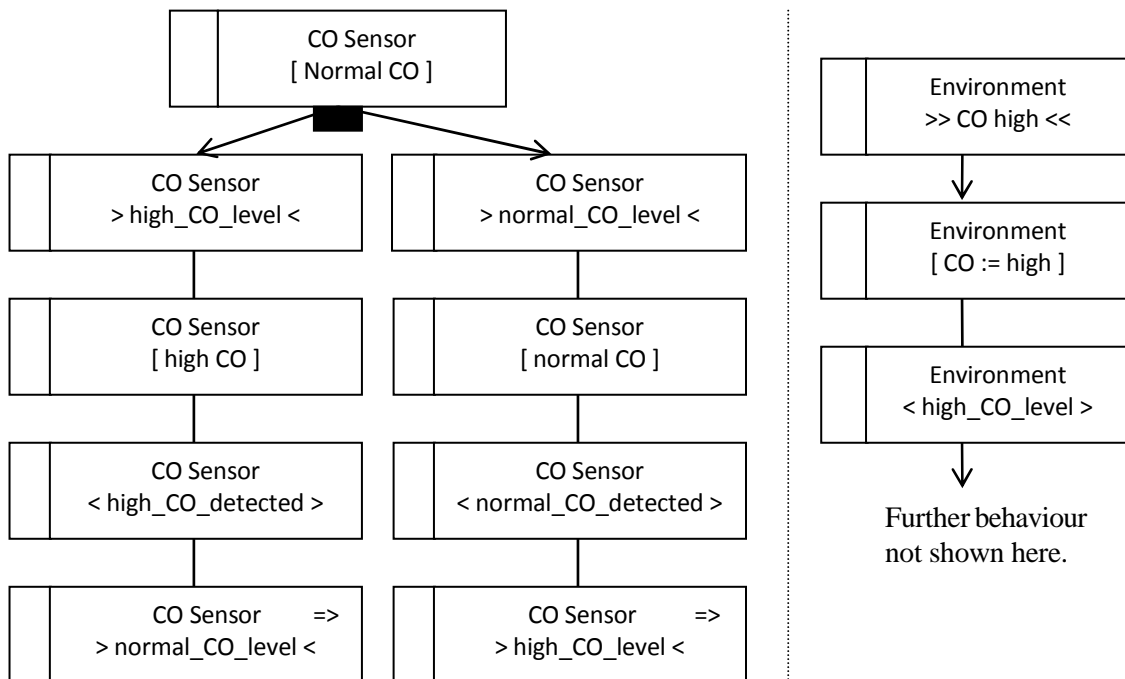 CO Sensor
[ Normal CO ]
CO Sensor
> high_CO_level <
CO Sensor
[ high CO ]
CO Sensor
< high_CO_detected >
CO Sensor =>
> normal_CO_level <
CO Sensor
> normal_CO_level <
CO Sensor
[ normal CO ]
CO Sensor
< normal_CO_detected >
CO Sensor =>
> high_CO_level <
Environment
>> CO high <<
Environment
[ CO := high ]
Environment
< high_CO_level >
Further behaviour
not shown here.